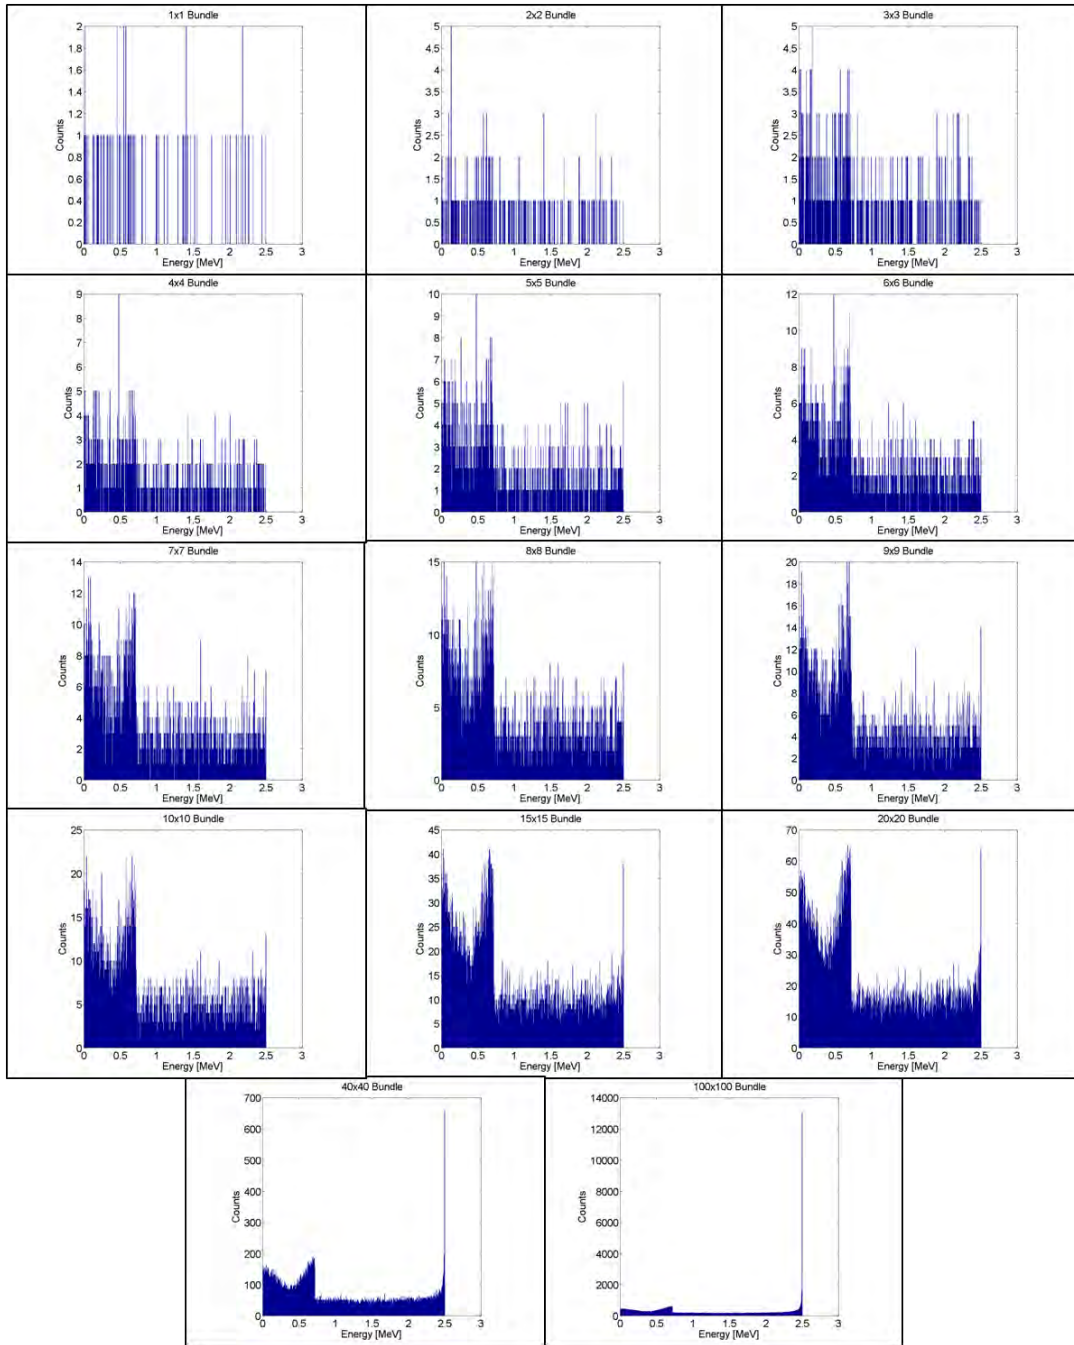 1x1 Bundle
2
1.8
1.6
1.4
1.2
1
0.8
0.6
0.4
0.2
0
Counts
0 0.5 1 1.5 2 2.5 3
Energy [MeV]
2x2 Bundle
5
4.5
4
3.5
3
2.5
2
1.5
1
0.5
0
Counts
0 0.5 1 1.5 2 2.5 3
Energy [MeV]
3x3 Bundle
5
4.5
4
3.5
3
2.5
2
1.5
1
0.5
0
Counts
0 0.5 1 1.5 2 2.5 3
Energy [MeV]
4x4 Bundle
9
8
7
6
5
4
3
2
1
0
Counts
0 0.5 1 1.5 2 2.5 3
Energy [MeV]
5x5 Bundle
10
9
8
7
6
5
4
3
2
1
0
Counts
0 0.5 1 1.5 2 2.5 3
Energy [MeV]
6x6 Bundle
12
10
8
6
4
2
0
Counts
0 0.5 1 1.5 2 2.5 3
Energy [MeV]
7x7 Bundle
14
12
10
8
6
4
2
0
Counts
0 0.5 1 1.5 2 2.5 3
Energy [MeV]
8x8 Bundle
15
10
5
0
Counts
0 0.5 1 1.5 2 2.5 3
Energy [MeV]
9x9 Bundle
20
18
16
14
12
10
8
6
4
2
0
Counts
0 0.5 1 1.5 2 2.5 3
Energy [MeV]
10x10 Bundle
25
20
15
10
5
0
Counts
0 0.5 1 1.5 2 2.5 3
Energy [MeV]
15x15 Bundle
45
40
35
30
25
20
15
10
5
0
Counts
0 0.5 1 1.5 2 2.5 3
Energy [MeV]
20x20 Bundle
70
60
50
40
30
20
10
0
Counts
0 0.5 1 1.5 2 2.5 3
Energy [MeV]
40x40 Bundle
700
600
500
400
300
200
100
0
Counts
0 0.5 1 1.5 2 2.5 3
Energy [MeV]
100x100 Bundle
14000
12000
10000
8000
6000
4000
2000
0
Counts
0 0.5 1 1.5 2 2.5 3
Energy [MeV]